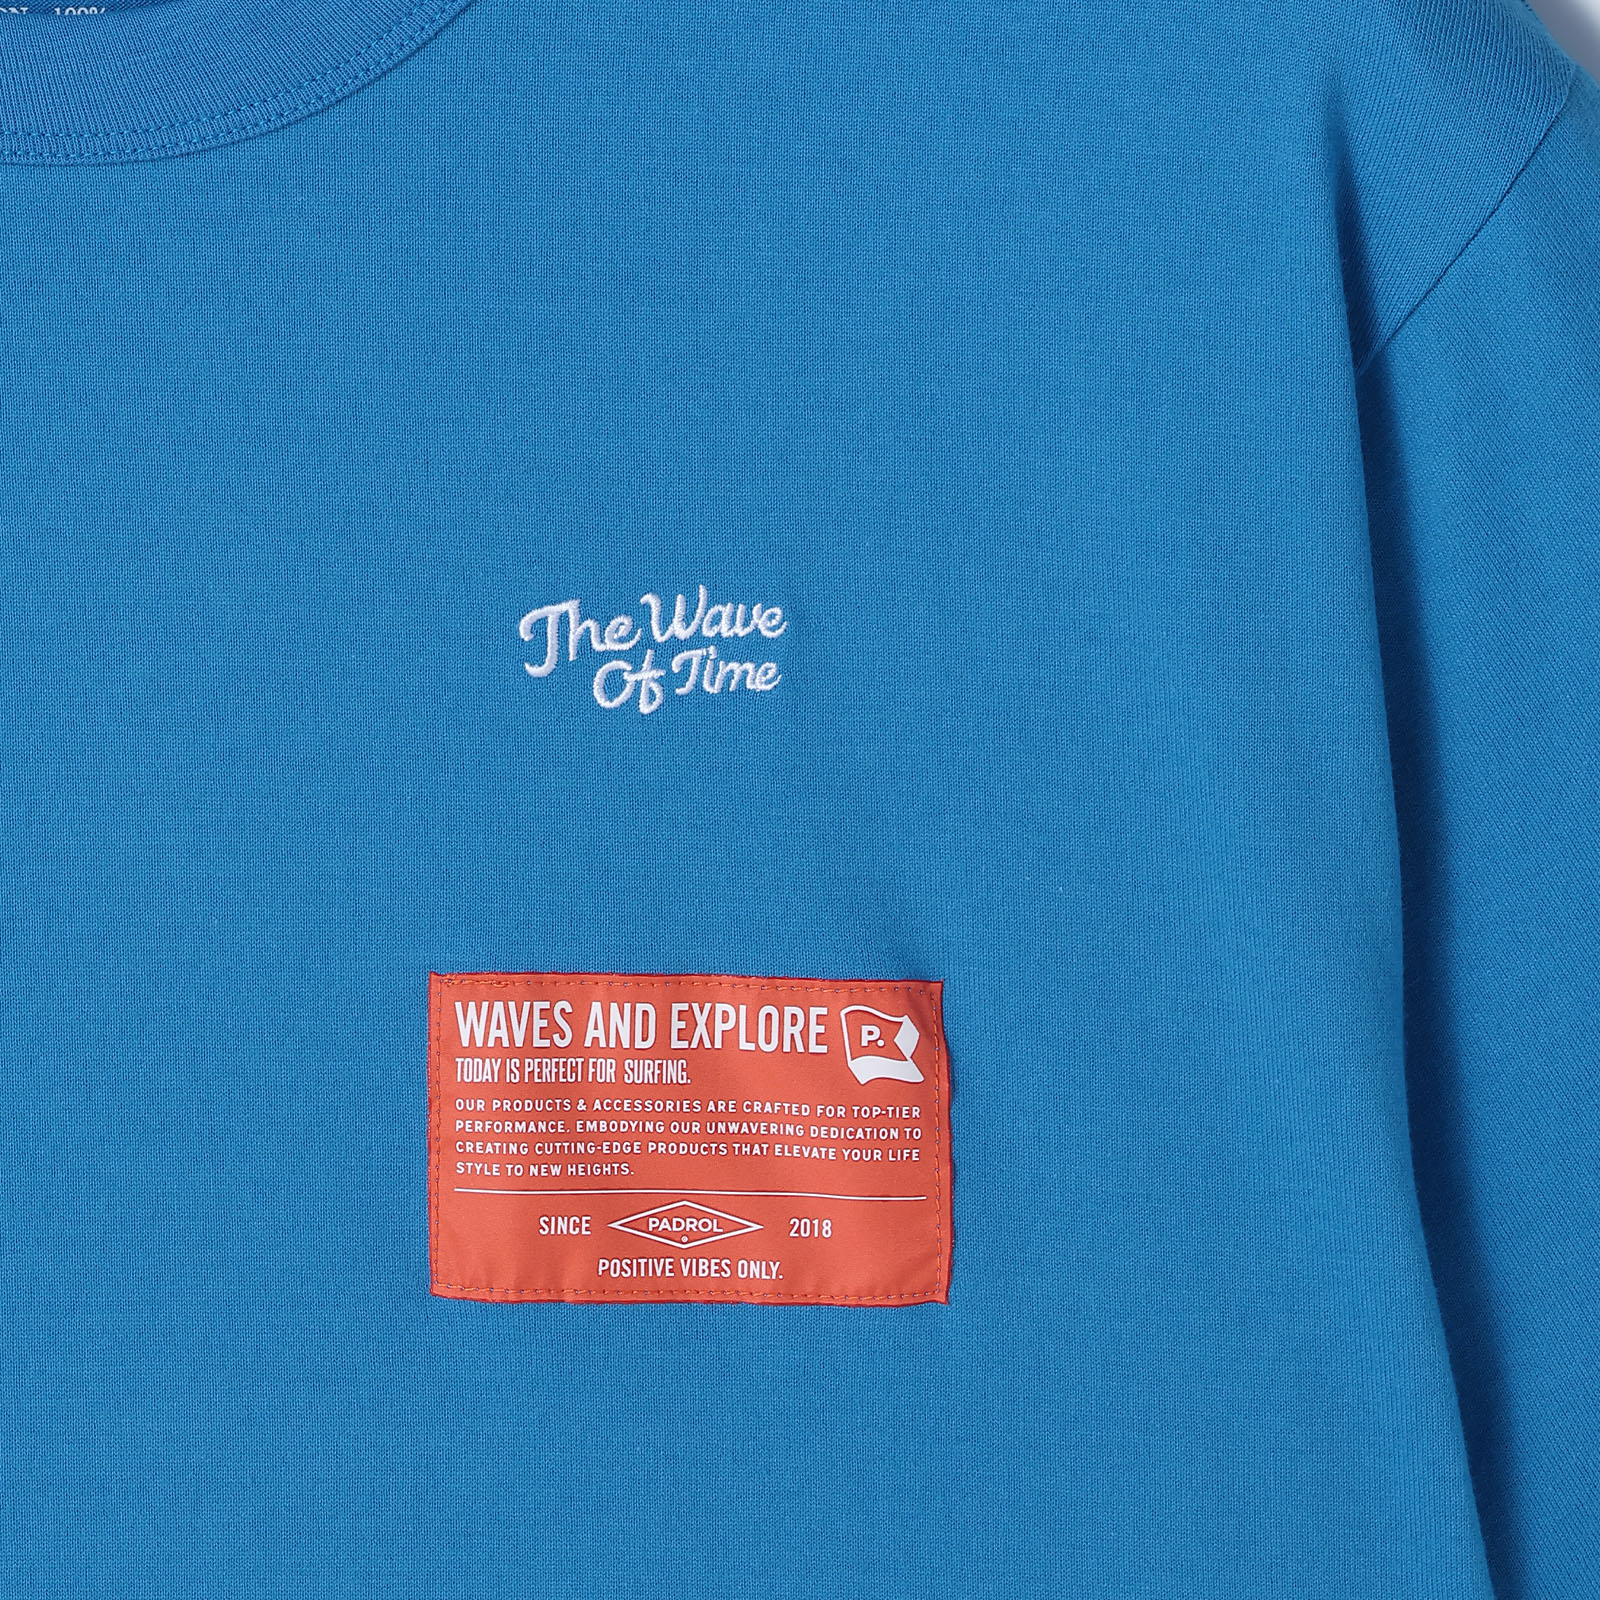 100%
The Wave
Of Time
WAVES AND EXPLORE
P.
TODAY IS PERFECT FOR SURFING.
OUR PRODUCTS & ACCESSORIES ARE CRAFTED FOR TOP-TIER
PERFORMANCE. EMBODYING OUR UNWAVERING DEDICATION TO
CREATING CUTTING-EDGE PRODUCTS THAT ELEVATE YOUR LIFE
STYLE TO NEW HEIGHTS.
SINCE PADROL ® 2018
POSITIVE VIBES ONLY.